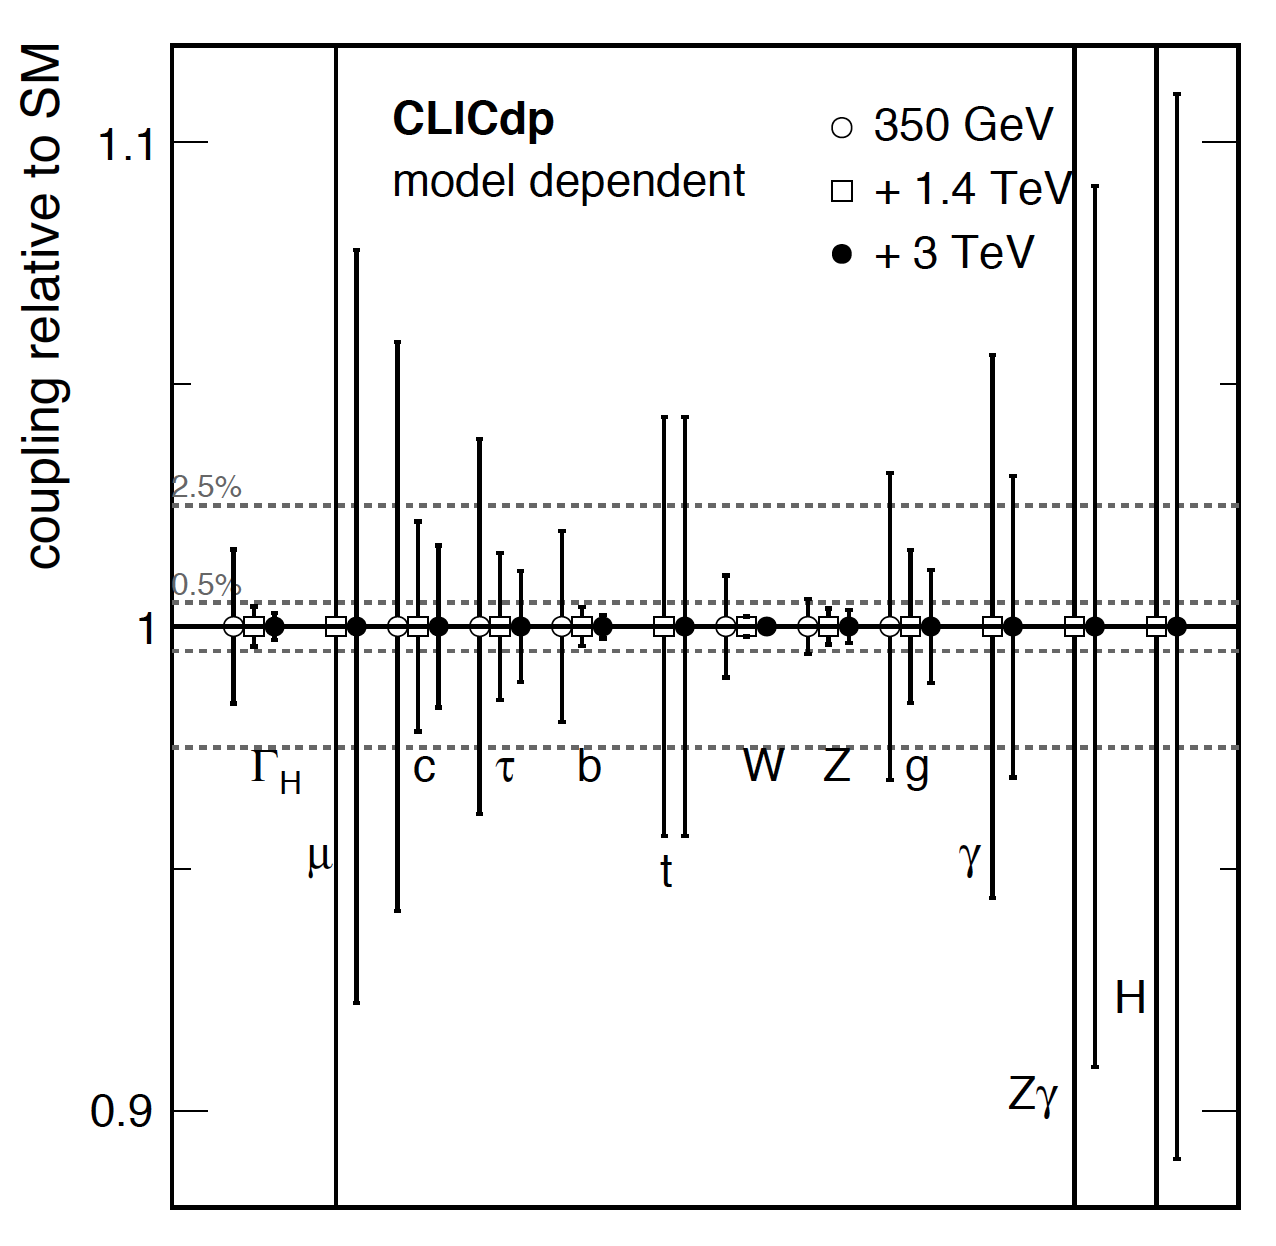 coupling relative to SM
1.1
1
0.9
CLICdp
model dependent
350 GeV
+ 1.4 TeV
+ 3 TeV
2.5%
0.5%
Γ_H
c
τ
b
W
Z
g
μ
t
γ
H
Zγ